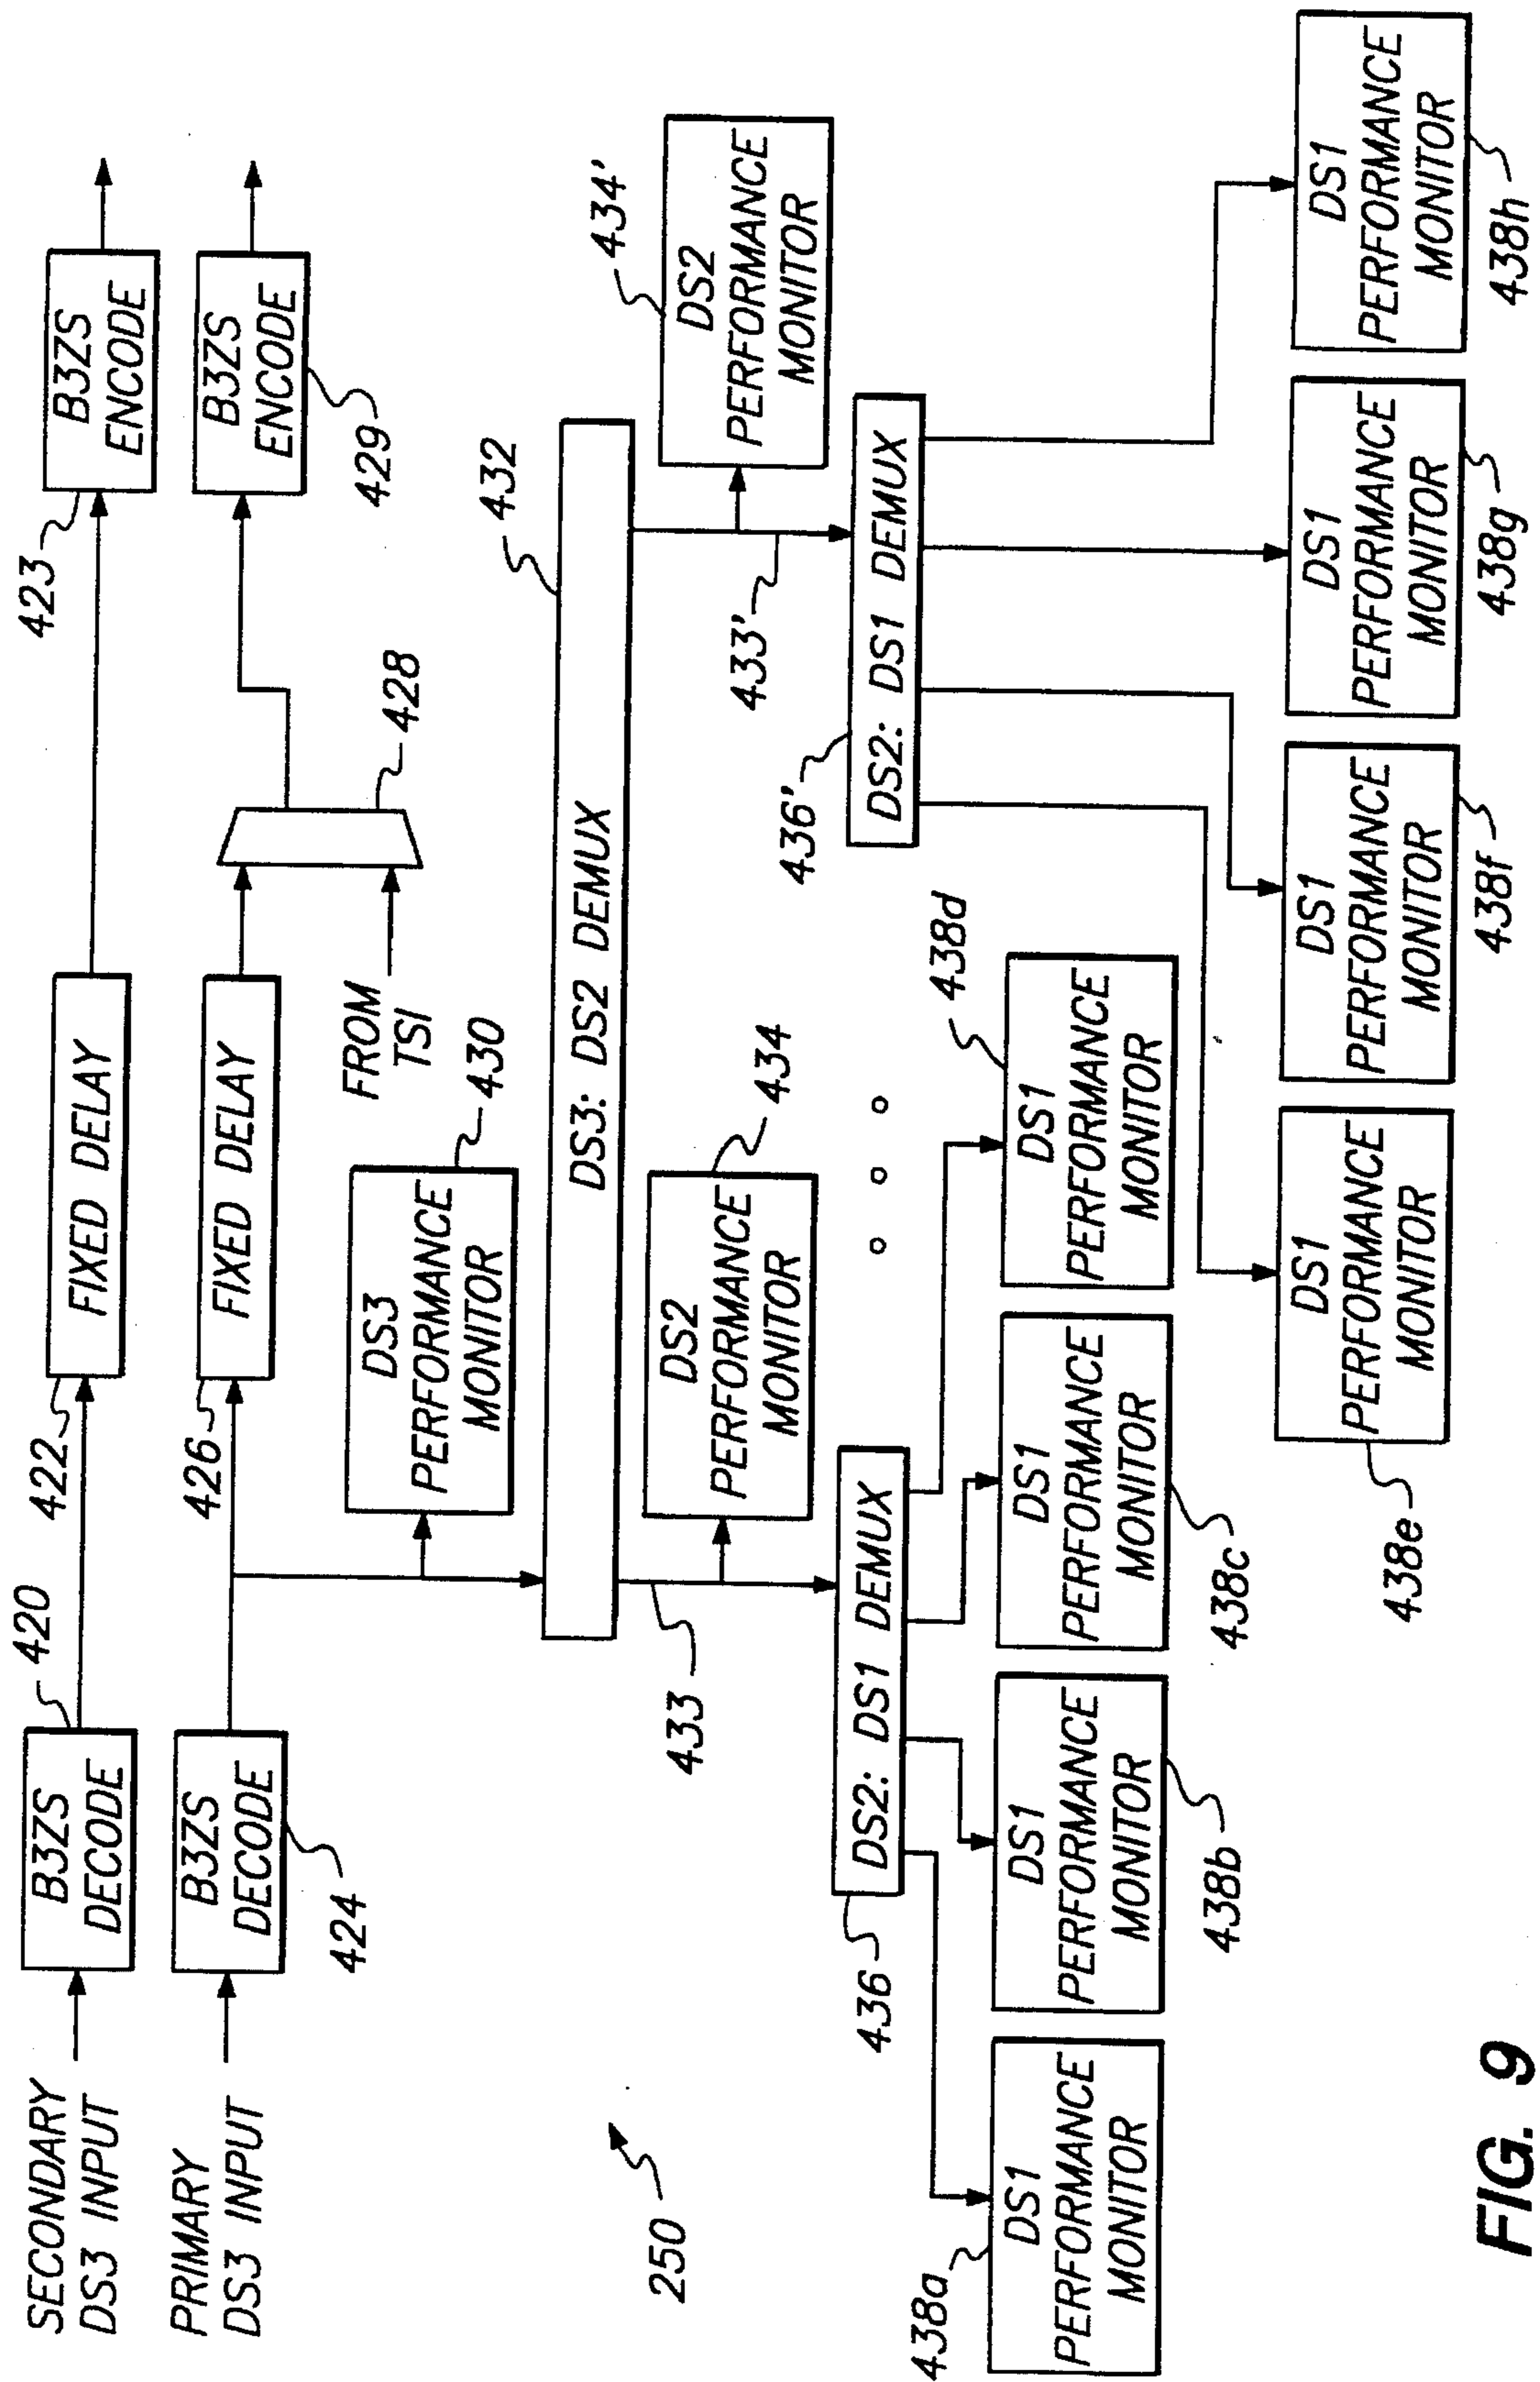 SECONDARY
DS3 INPUT
B3ZS
DECODE
420
422
FIXED DELAY
423
B3ZS
ENCODE
PRIMARY
DS3 INPUT
B3ZS
DECODE
424
426
FIXED DELAY
FROM
TSI
428
B3ZS
ENCODE
429
DS3
PERFORMANCE
MONITOR
430
432
DS3: DS2 DEMUX
433
DS2
PERFORMANCE
MONITOR
434
433'
DS2
PERFORMANCE
MONITOR
434'
250
436
DS2: DS1 DEMUX
436'
DS2: DS1 DEMUX
438a
DS1
PERFORMANCE
MONITOR
DS1
PERFORMANCE
MONITOR
438b
DS1
PERFORMANCE
MONITOR
438c
DS1
PERFORMANCE
MONITOR
438d
DS1
PERFORMANCE
MONITOR
438e
DS1
PERFORMANCE
MONITOR
438f
DS1
PERFORMANCE
MONITOR
438g
DS1
PERFORMANCE
MONITOR
438h
FIG. 9